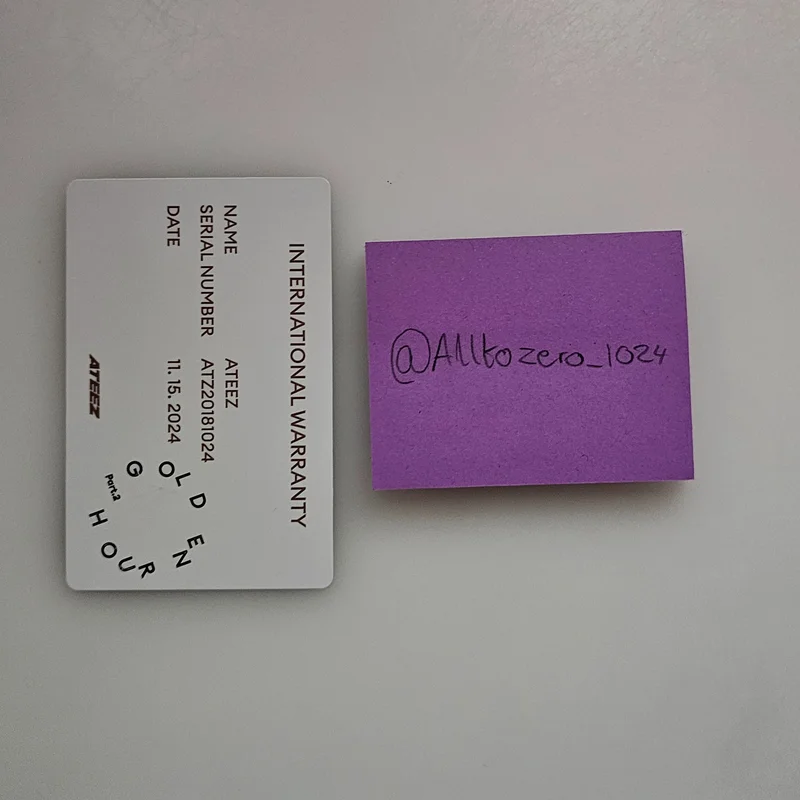 INTERNATIONAL WARRANTY
NAME ATEEZ
SERIAL NUMBER ATZ20181024
DATE 11. 15. 2024
ATEEZ
GOLDEN
HOUR
Part.2
@Alltozero_1024